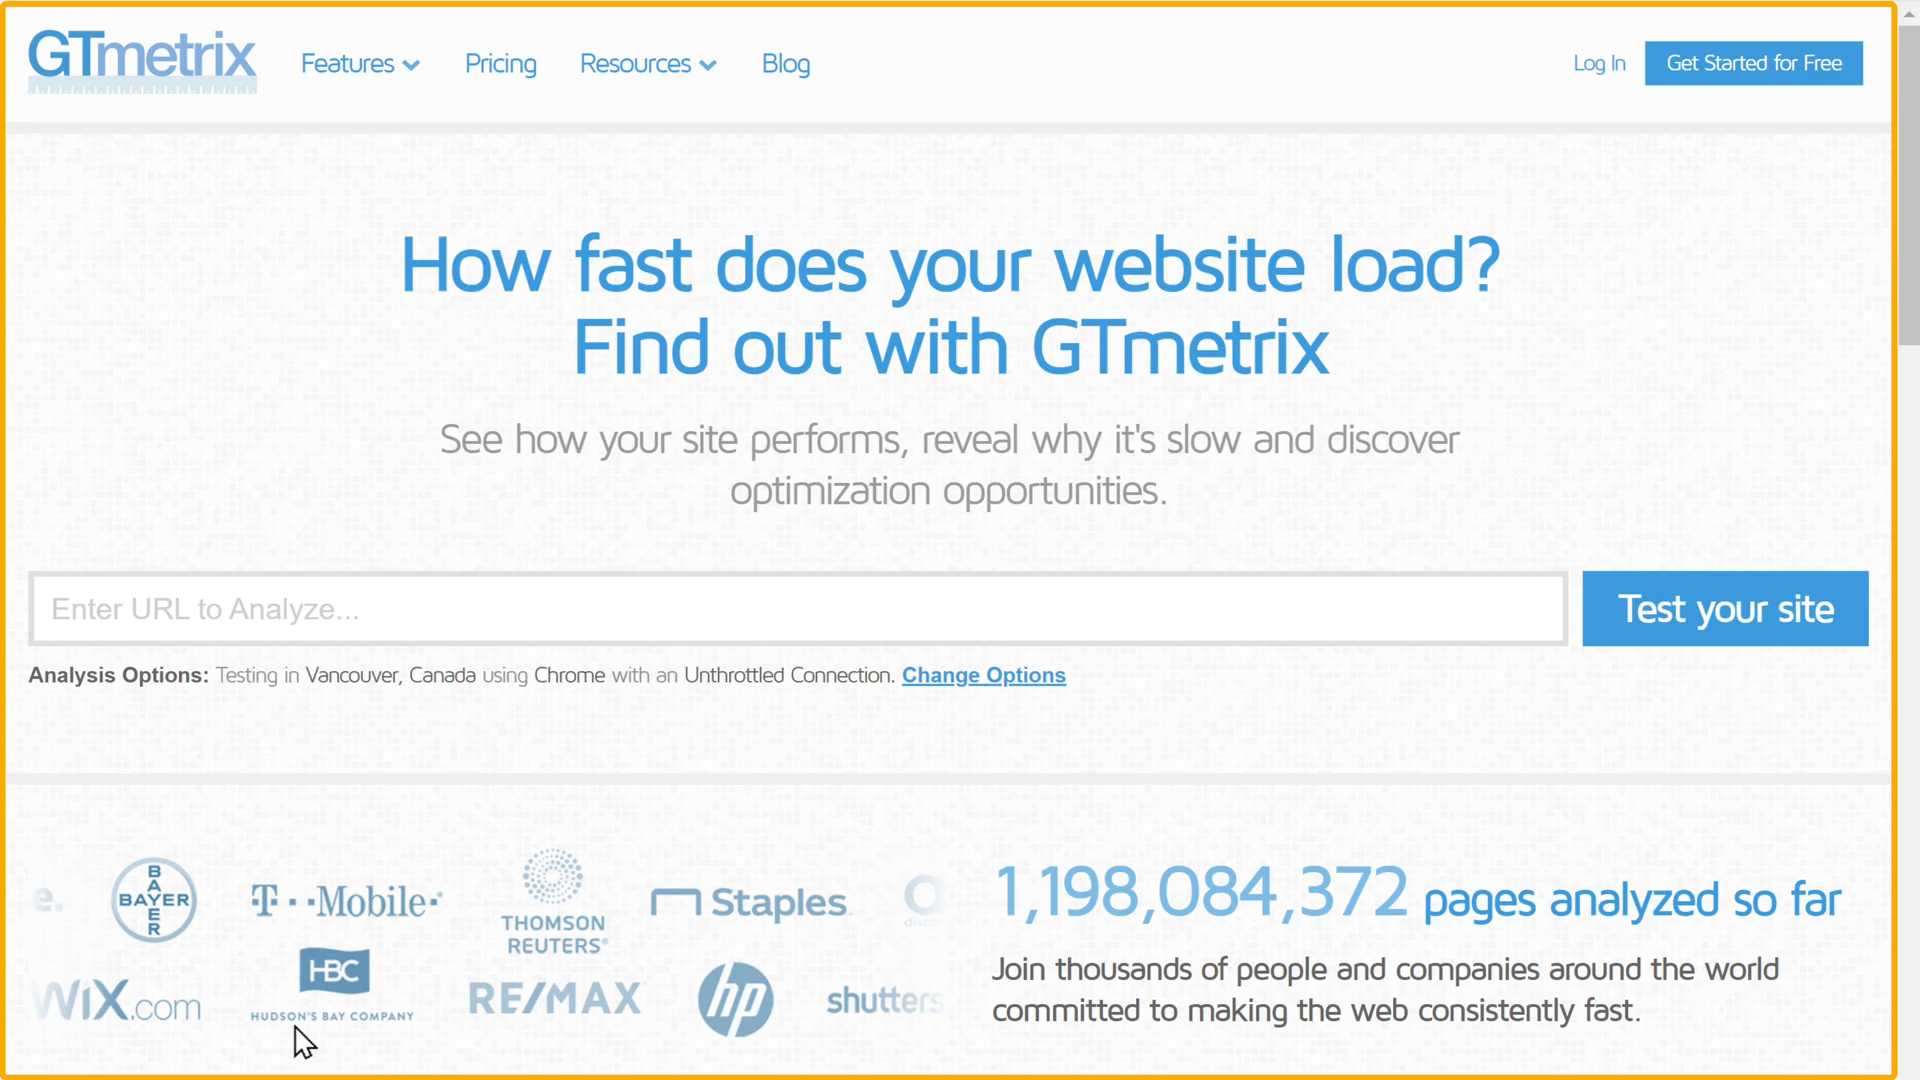 GTmetrix
Features
Pricing
Resources
Blog
Log In
Get Started for Free
How fast does your website load?
Find out with GTmetrix
See how your site performs, reveal why it's slow and discover
optimization opportunities.
Enter URL to Analyze...
Test your site
Analysis Options: Testing in Vancouver, Canada using Chrome with an Unthrottled Connection. Change Options
e.
BAYER
BAYER
T··Mobile·
THOMSON
REUTERS®
Staples
WiX.com
HBC
HUDSON'S BAY COMPANY
RE/MAX
hp
shutters
1,198,084,372 pages analyzed so far
Join thousands of people and companies around the world
committed to making the web consistently fast.